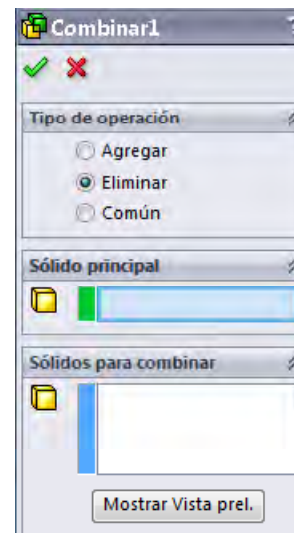 Combinar1
Tipo de operación
Agregar
Eliminar
Común
Sólido principal
Sólidos para combinar
Mostrar Vista prel.